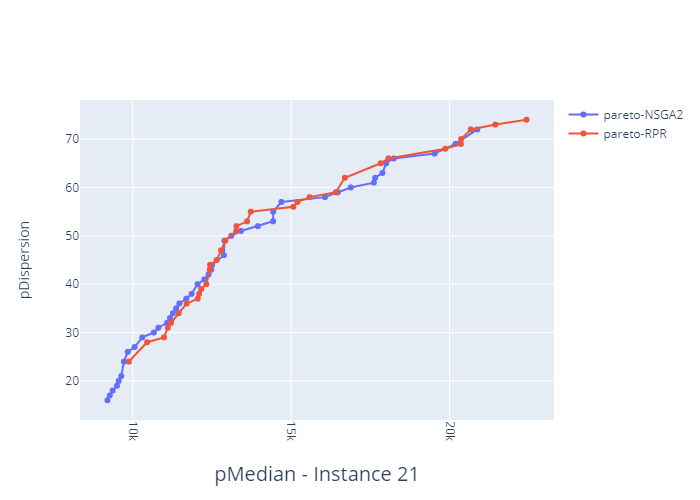 pareto-NSGA2
pareto-RPR
70
60
50
40
30
20
pDispersion
10k
15k
20k
pMedian - Instance 21